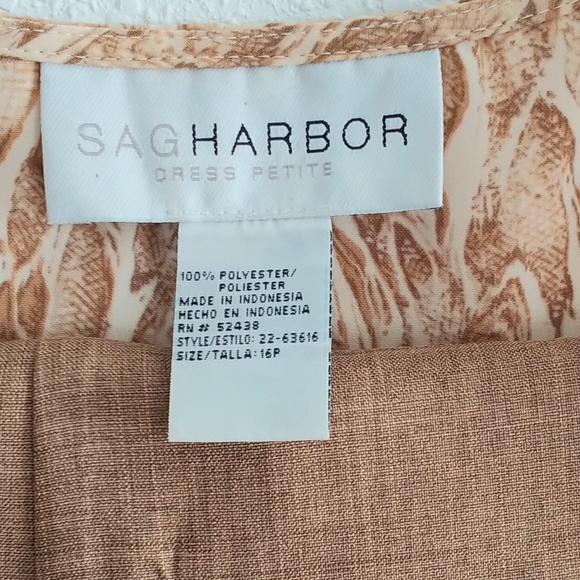 SAGHARBOR
DRESS PETITE
100% POLYESTER/
POLIESTER
MADE IN INDONESIA
HECHO EN INDONESIA
RN # 52438
STYLE/ESTILO: 22-63616
SIZE/TALLA: 16P